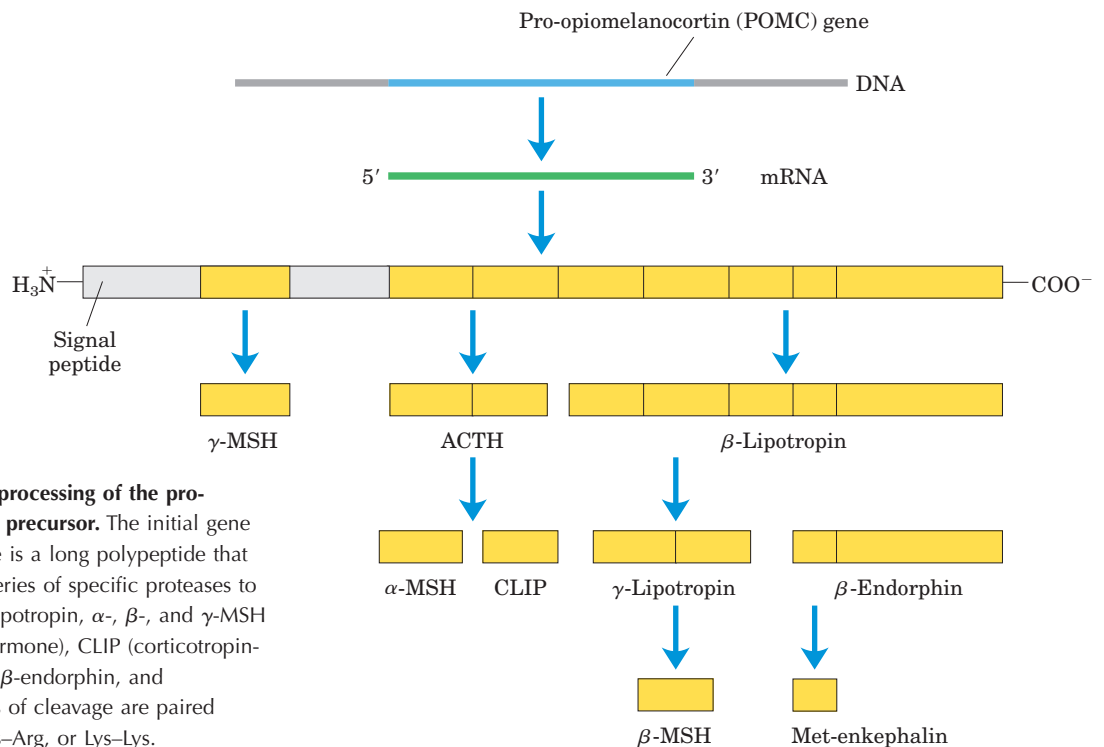 Pro-opiomelanocortin (POMC) gene
DNA
5′ 3′ mRNA
H₃N⁺ COO⁻
Signal
peptide
γ-MSH ACTH β-Lipotropin
processing of the pro-
precursor. The initial gene
is a long polypeptide that
eries of specific proteases to
potropin, α-, β-, and γ-MSH
rmone), CLIP (corticotropin-
β-endorphin, and
of cleavage are paired
–Arg, or Lys–Lys.
α-MSH CLIP γ-Lipotropin β-Endorphin
β-MSH Met-enkephalin